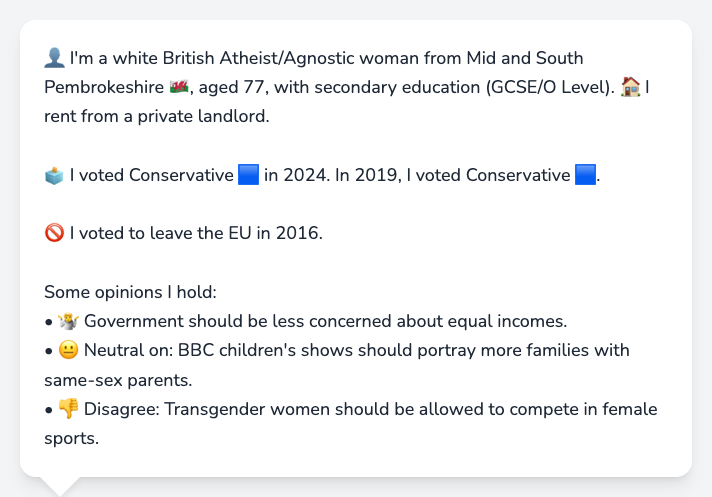 👤 I'm a white British Atheist/Agnostic woman from Mid and South
Pembrokeshire 🏴󠁧󠁢󠁷󠁬󠁳󠁿, aged 77, with secondary education (GCSE/O Level). 🏠 I
rent from a private landlord.
🗳️ I voted Conservative 🟦 in 2024. In 2019, I voted Conservative 🟦.
🚫 I voted to leave the EU in 2016.
Some opinions I hold:
• 🤷 Government should be less concerned about equal incomes.
• 😐 Neutral on: BBC children's shows should portray more families with
same-sex parents.
• 👎 Disagree: Transgender women should be allowed to compete in female
sports.